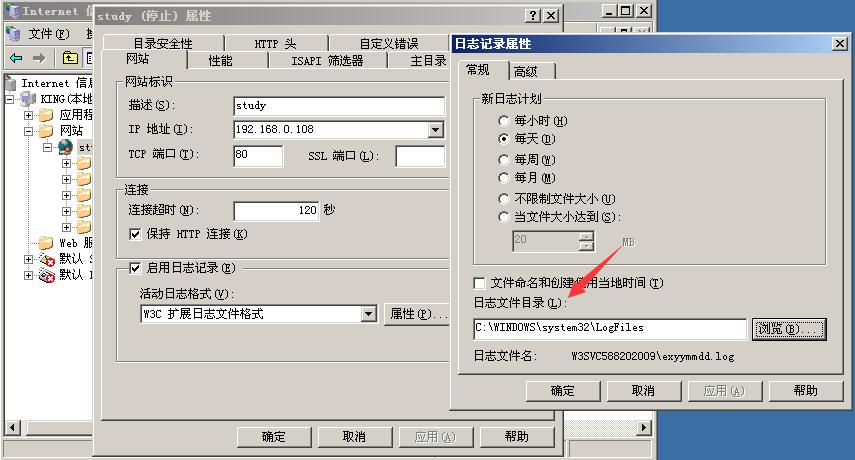 Internet 信
study (停止) 属性
文件(F)
目录安全性
HTTP 头
自定义错误
网站
性能
ISAPI 筛选器
主目录
Internet 信
KING(本地
应用程
网站
st
Web 服
默认 S
默认 S
网站标识
描述(S):
study
IP 地址(I):
192.168.0.108
TCP 端口(T):
80
SSL 端口(L):
连接
连接超时(N):
120
秒
保持 HTTP 连接(K)
启用日志记录(E)
活动日志格式(V):
W3C 扩展日志文件格式
属性(P)...
确定
取消
应用(A)
帮助
日志记录属性
常规
高级
新日志计划
每小时(H)
每天(D)
每周(W)
每月(M)
不限制文件大小(U)
当文件大小达到(S):
20
MB
文件命名和创建使用当地时间(T)
日志文件目录(L):
C:\WINDOWS\system32\LogFiles
浏览(B)...
日志文件名:
W3SVC588202009\exyymmdd.log
确定
取消
应用(A)
帮助